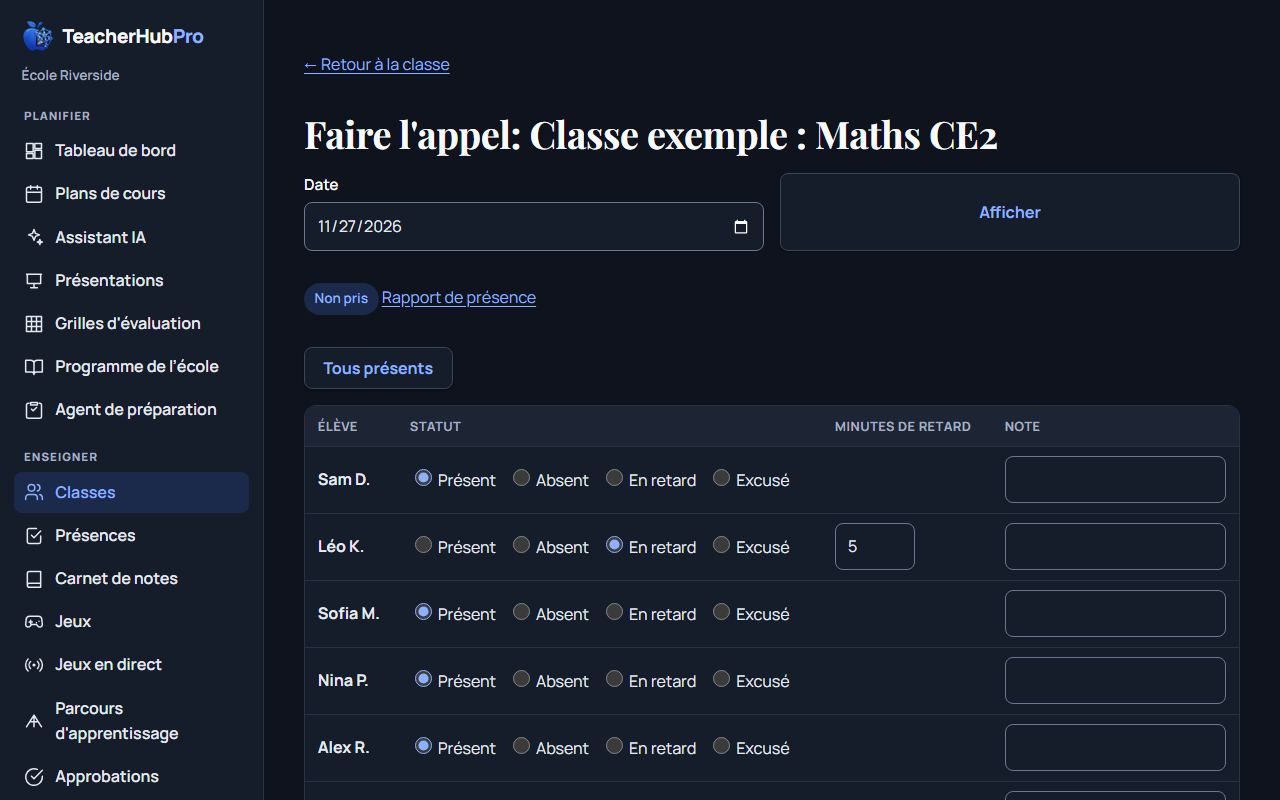 TeacherHubPro
École Riverside
PLANIFIER
Tableau de bord
Plans de cours
Assistant IA
Présentations
Grilles d'évaluation
Programme de l'école
Agent de préparation
ENSEIGNER
Classes
Présences
Carnet de notes
Jeux
Jeux en direct
Parcours
d'apprentissage
Approbations
← Retour à la classe
Faire l'appel: Classe exemple : Maths CE2
Date
11/27/2026
Afficher
Non pris Rapport de présence
Tous présents
ÉLÈVE STATUT MINUTES DE RETARD NOTE
Sam D. Présent Absent En retard Excusé
Léo K. Présent Absent En retard Excusé 5
Sofia M. Présent Absent En retard Excusé
Nina P. Présent Absent En retard Excusé
Alex R. Présent Absent En retard Excusé